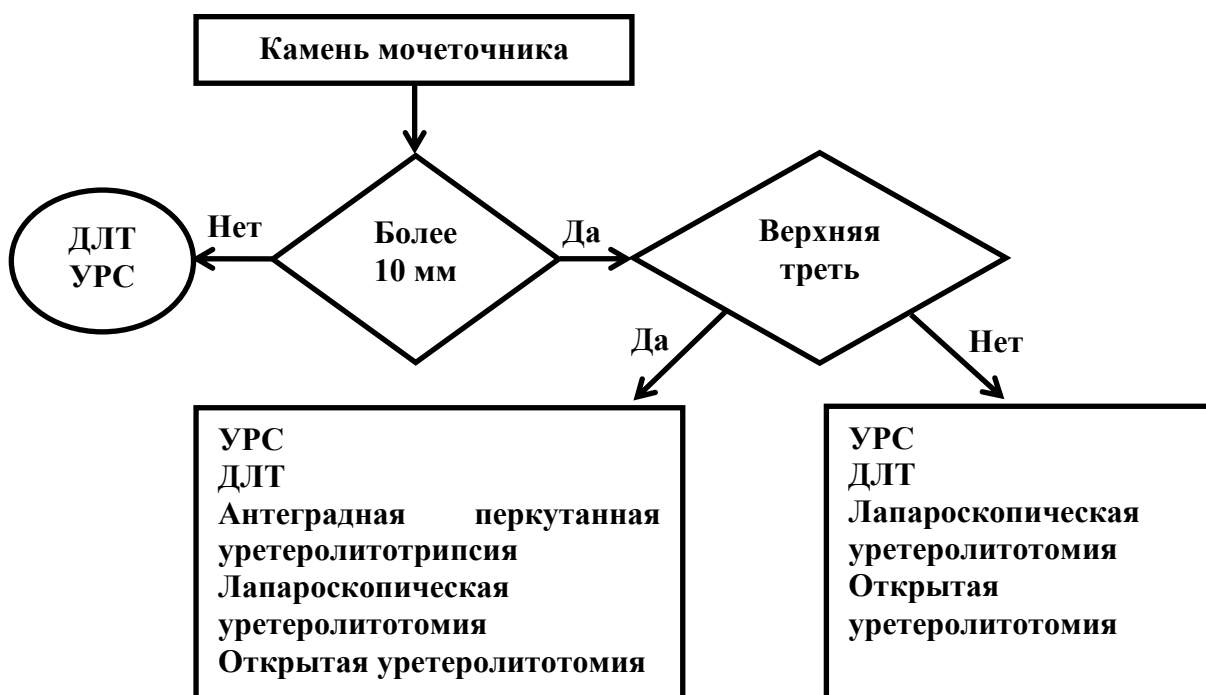 Камень мочеточника
ДЛТ
УРС
Нет
Более
10 мм
Да
Верхняя
треть
Да
Нет
УРС
ДЛТ
Антеградная перкутанная
уретеролитотрипсия
Лапароскопическая
уретеролитотомия
Открытая уретеролитотомия
УРС
ДЛТ
Лапароскопическая
уретеролитотомия
Открытая
уретеролитотомия